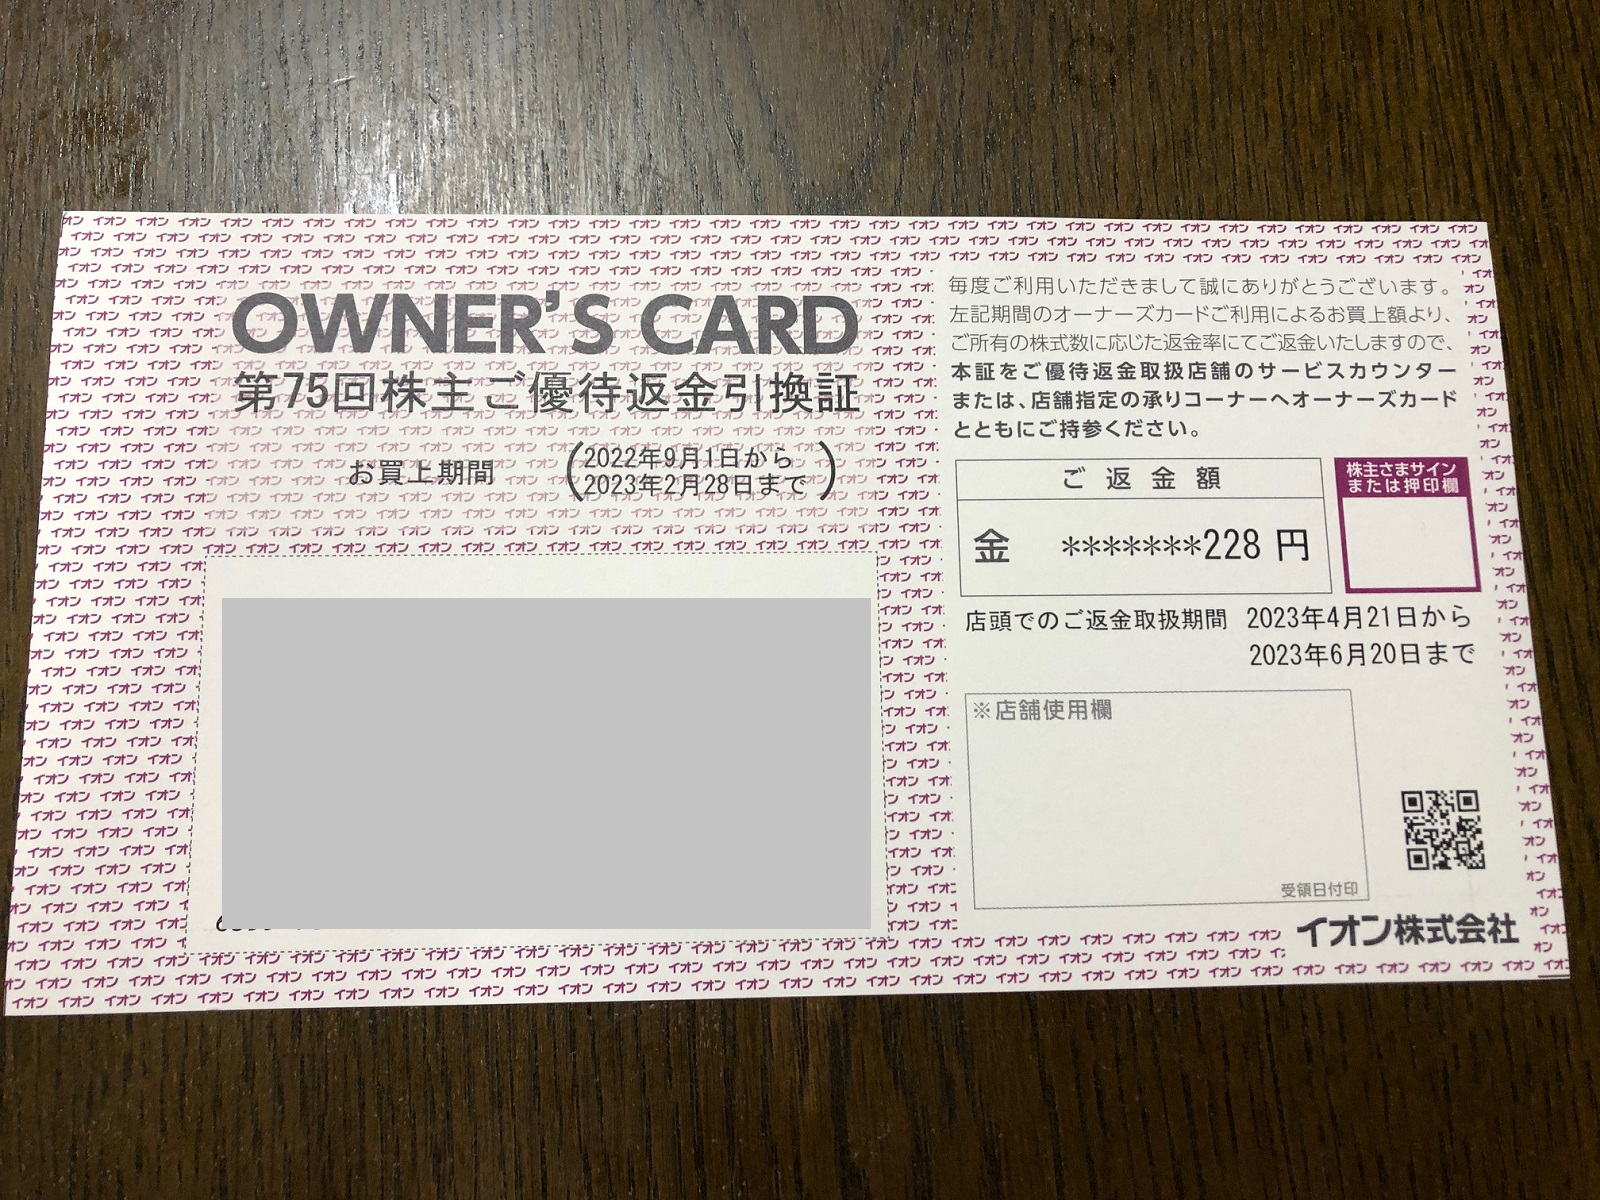 OWNER'S CARD
第75回株主ご優待返金引換証
お買上期間
(2022年9月1日から
2023年2月28日まで)
毎度ご利用いただきまして誠にありがとうございます。
左記期間のオーナーズカードご利用によるお買上額より、
ご所有の株式数に応じた返金率にてご返金いたしますので、
本証をご優待返金取扱店舗のサービスカウンター
または、店舗指定の承りコーナーへオーナーズカード
とともにご持参ください。
ご返金額
金 *******228 円
株主さまサイン
または押印欄
店頭でのご返金取扱期間 2023年4月21日から
2023年6月20日まで
※店舗使用欄
受領日付印
イオン株式会社
イオン